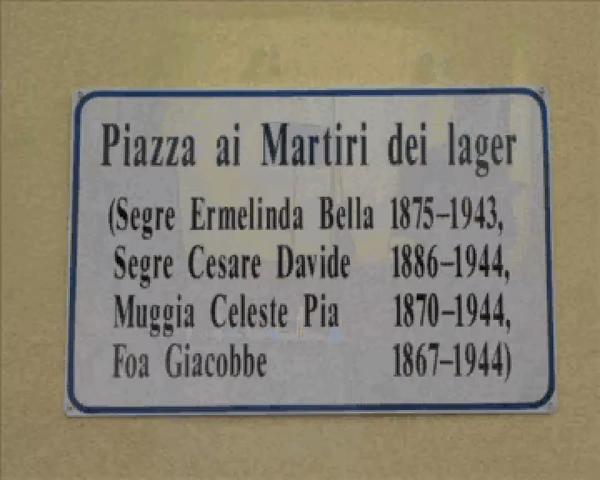 Piazza ai Martiri dei lager
(Segre Ermelinda Bella 1875-1943,
Segre Cesare Davide 1886-1944,
Muggia Celeste Pia 1870-1944,
Foa Giacobbe 1867-1944)